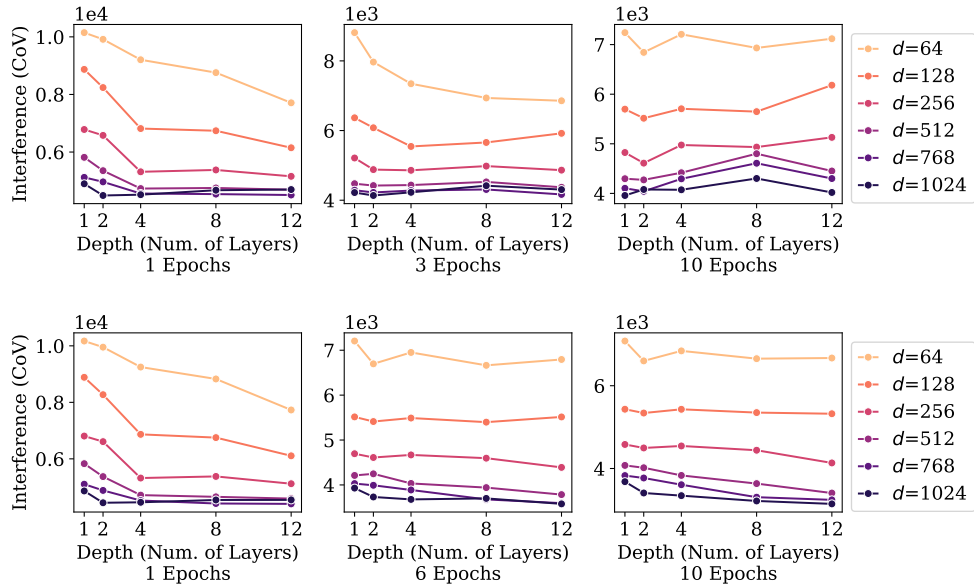 1e4
1e3
1e3
Interference (CoV)
1.0
0.8
0.6
1 2 4 8 12
Depth (Num. of Layers)
1 Epochs
8
6
4
1 2 4 8 12
Depth (Num. of Layers)
3 Epochs
7
6
5
4
1 2 4 8 12
Depth (Num. of Layers)
10 Epochs
d=64
d=128
d=256
d=512
d=768
d=1024
1e4
1e3
1e3
Interference (CoV)
1.0
0.8
0.6
1 2 4 8 12
Depth (Num. of Layers)
1 Epochs
7
6
5
4
1 2 4 8 12
Depth (Num. of Layers)
6 Epochs
6
4
1 2 4 8 12
Depth (Num. of Layers)
10 Epochs
d=64
d=128
d=256
d=512
d=768
d=1024